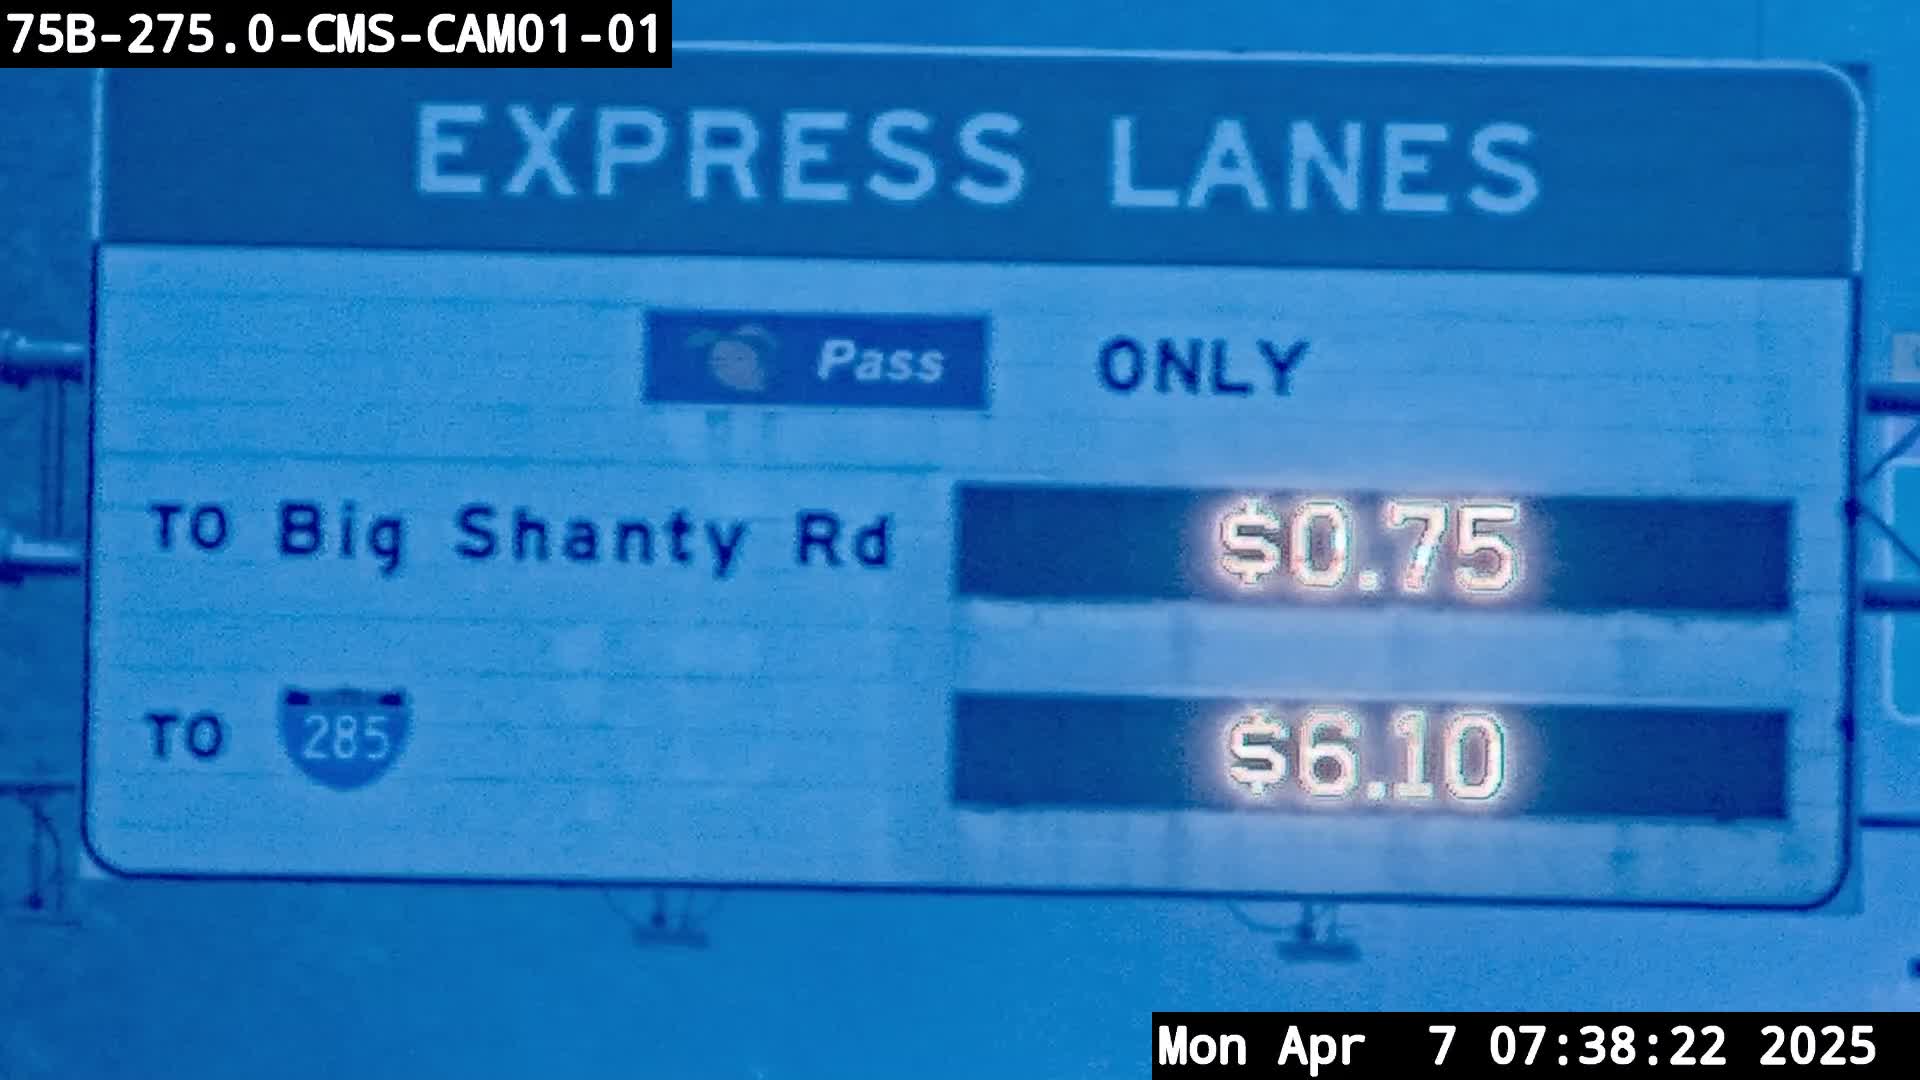 75B-275.0-CMS-CAM01-01
EXPRESS LANES
Pass ONLY
TO Big Shanty Rd $0.75
TO 285 $6.10
Mon Apr 7 07:38:22 2025